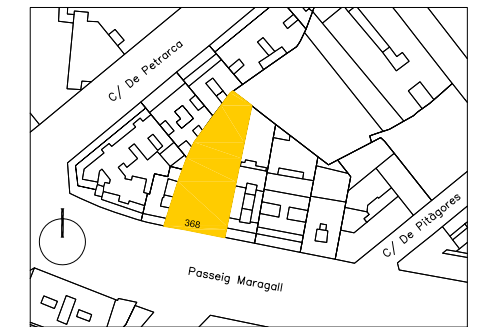 C/ De Petrarca
368
C/ De Pitàgores
Passeig Maragall